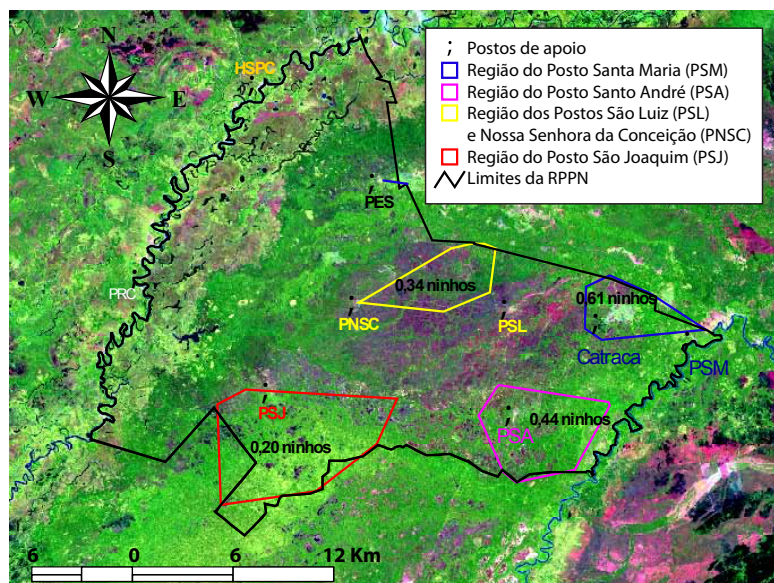 N
W
E
S
HSPC
; Postos de apoio
Região do Posto Santa Maria (PSM)
Região do Posto Santo André (PSA)
Região dos Postos São Luiz (PSL)
e Nossa Senhora da Conceição (PNSC)
Região do Posto São Joaquim (PSJ)
Limites da RPPN
PES
PRC
0,34 ninhos
0,61 ninhos
PNSC
PSL
Catraca
PSM
PSJ
PSA
0,44 ninhos
0,20 ninhos
6 0 6 12 Km